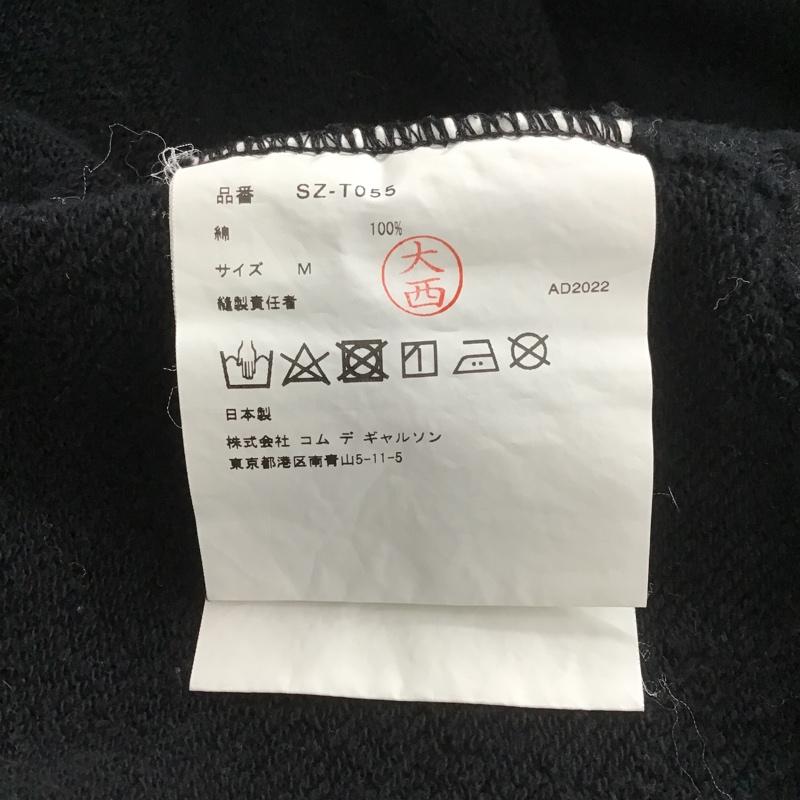 品番 SZ-T055
綿 100%
サイズ M
大西
縫製責任者 AD2022
日本製
株式会社 コム デ ギャルソン
東京都港区南青山5-11-5